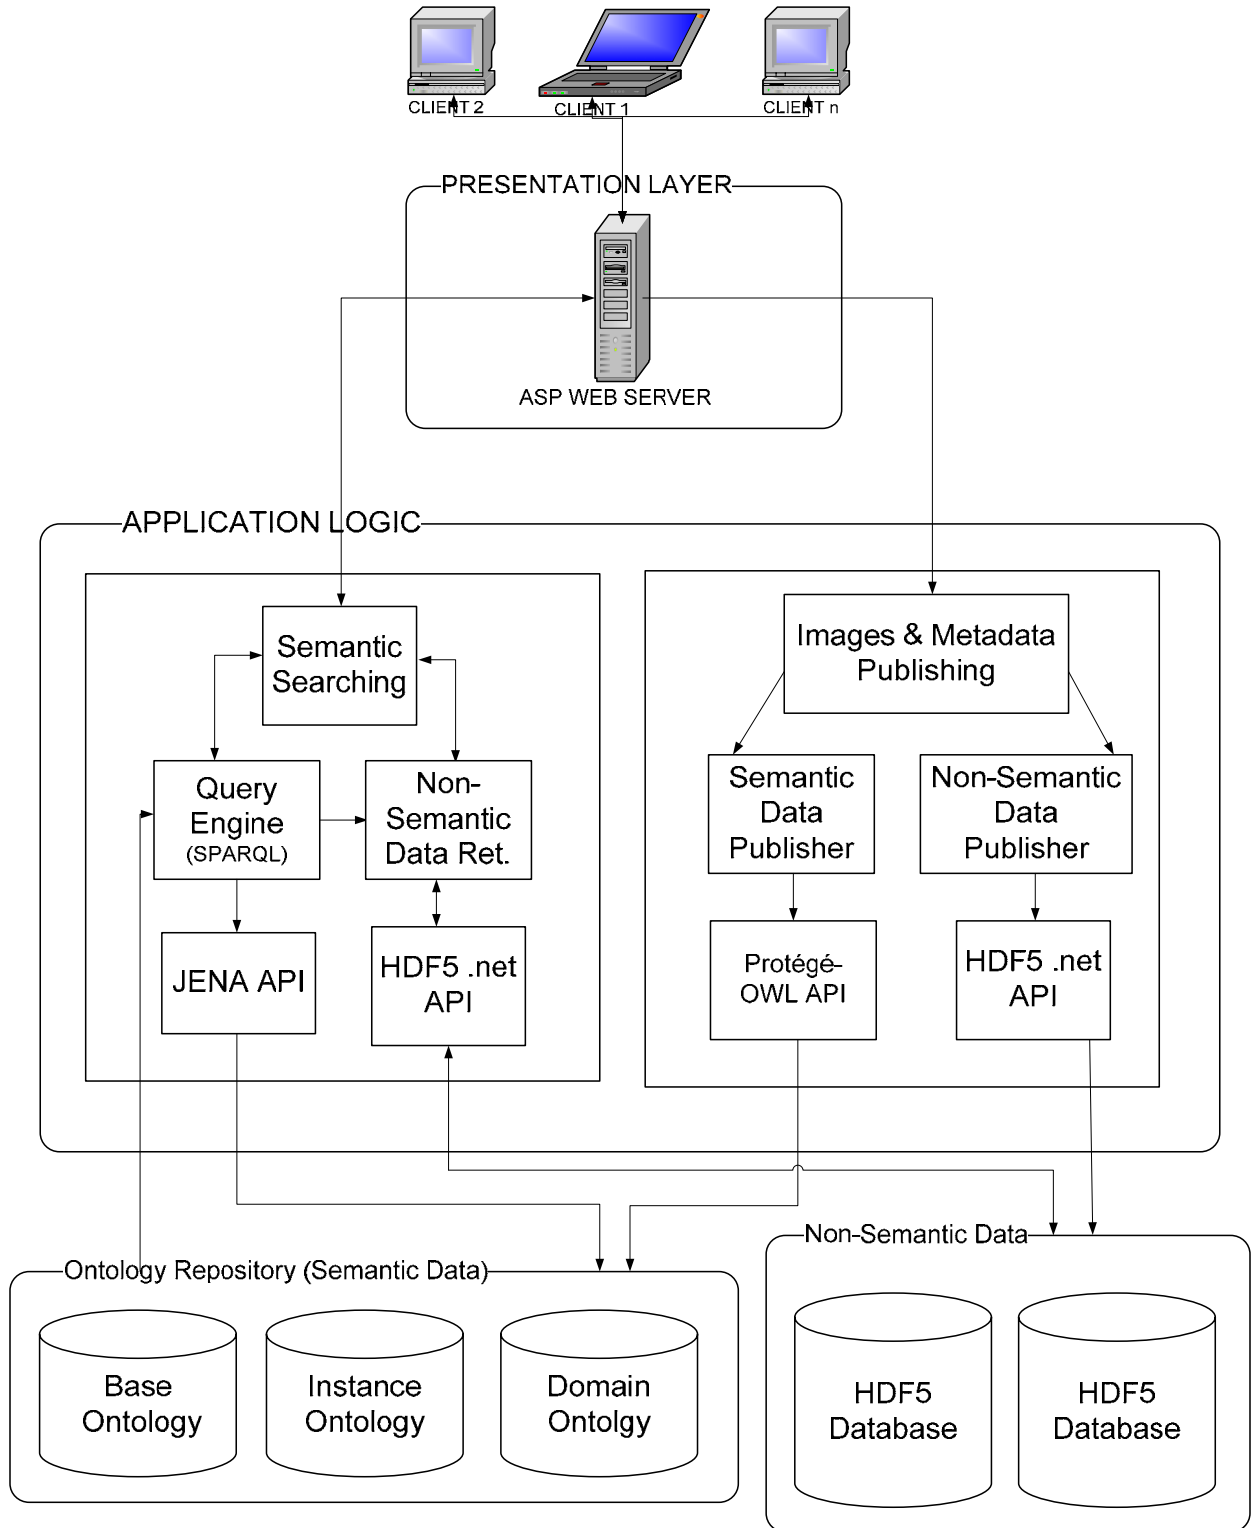 CLIENT 2
CLIENT 1
CLIENT n
PRESENTATION LAYER
ASP WEB SERVER
APPLICATION LOGIC
Semantic
Searching
Query
Engine
(SPARQL)
Non-
Semantic
Data Ret.
JENA API
HDF5 .net
API
Images & Metadata
Publishing
Semantic
Data
Publisher
Non-Semantic
Data
Publisher
Protégé-
OWL API
HDF5 .net
API
Ontology Repository (Semantic Data)
Base
Ontology
Instance
Ontology
Domain
Ontolgy
Non-Semantic Data
HDF5
Database
HDF5
Database